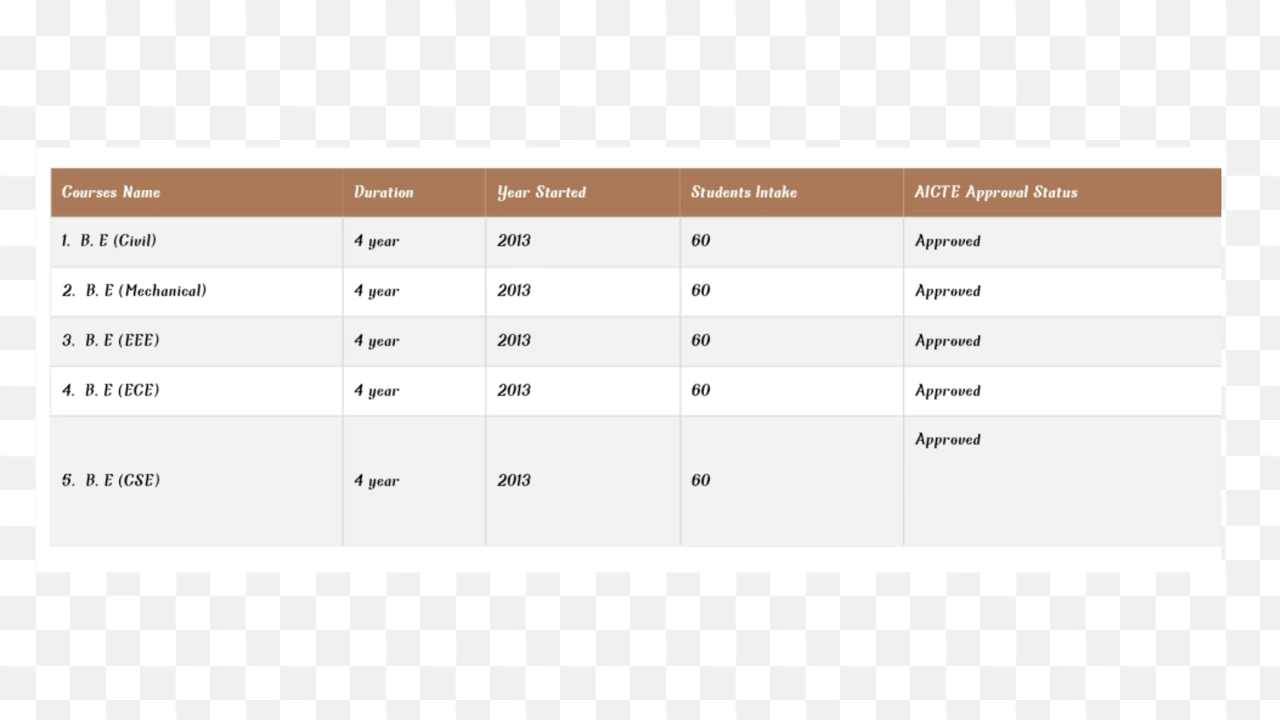 Courses Name Duration Year Started Students Intake AICTE Approval Status
1. B. E (Civil) 4 year 2013 60 Approved
2. B. E (Mechanical) 4 year 2013 60 Approved
3. B. E (EEE) 4 year 2013 60 Approved
4. B. E (ECE) 4 year 2013 60 Approved
5. B. E (CSE) 4 year 2013 60 Approved